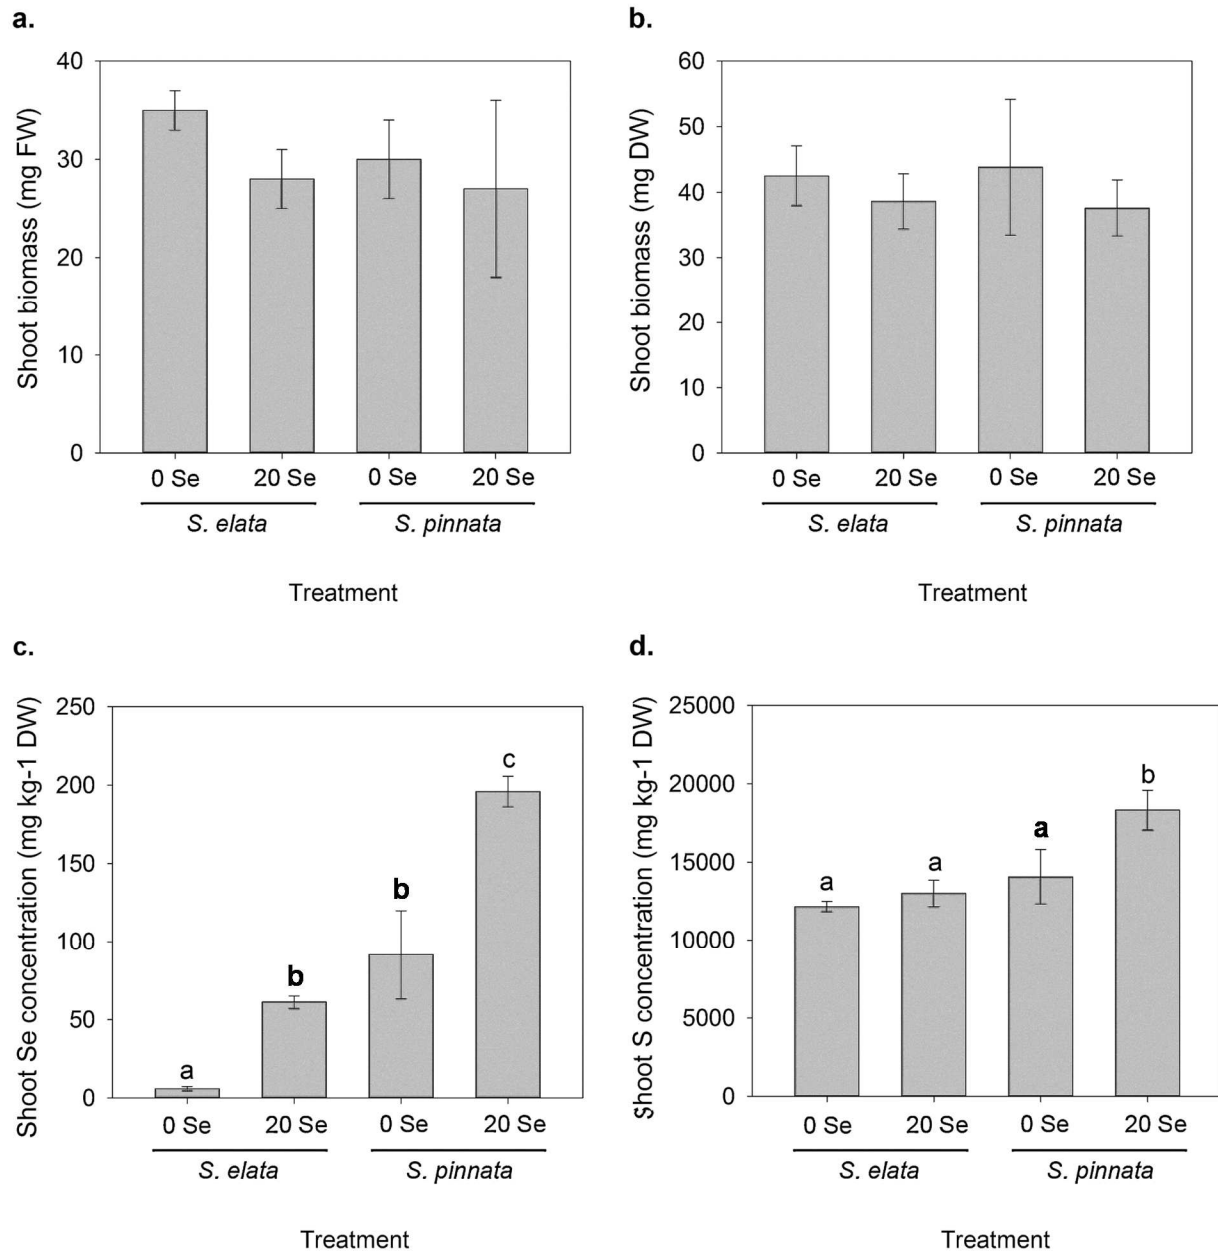 a.
Shoot biomass (mg FW)
40
30
20
10
0
0 Se 20 Se 0 Se 20 Se
S. elata S. pinnata
Treatment
b.
Shoot biomass (mg DW)
60
50
40
30
20
10
0
0 Se 20 Se 0 Se 20 Se
S. elata S. pinnata
Treatment
c.
Shoot Se concentration (mg kg-1 DW)
250
200
150
100
50
0
a
b
b
c
0 Se 20 Se 0 Se 20 Se
S. elata S. pinnata
Treatment
d.
Shoot S concentration (mg kg-1 DW)
25000
20000
15000
10000
5000
0
a
a
a
b
0 Se 20 Se 0 Se 20 Se
S. elata S. pinnata
Treatment